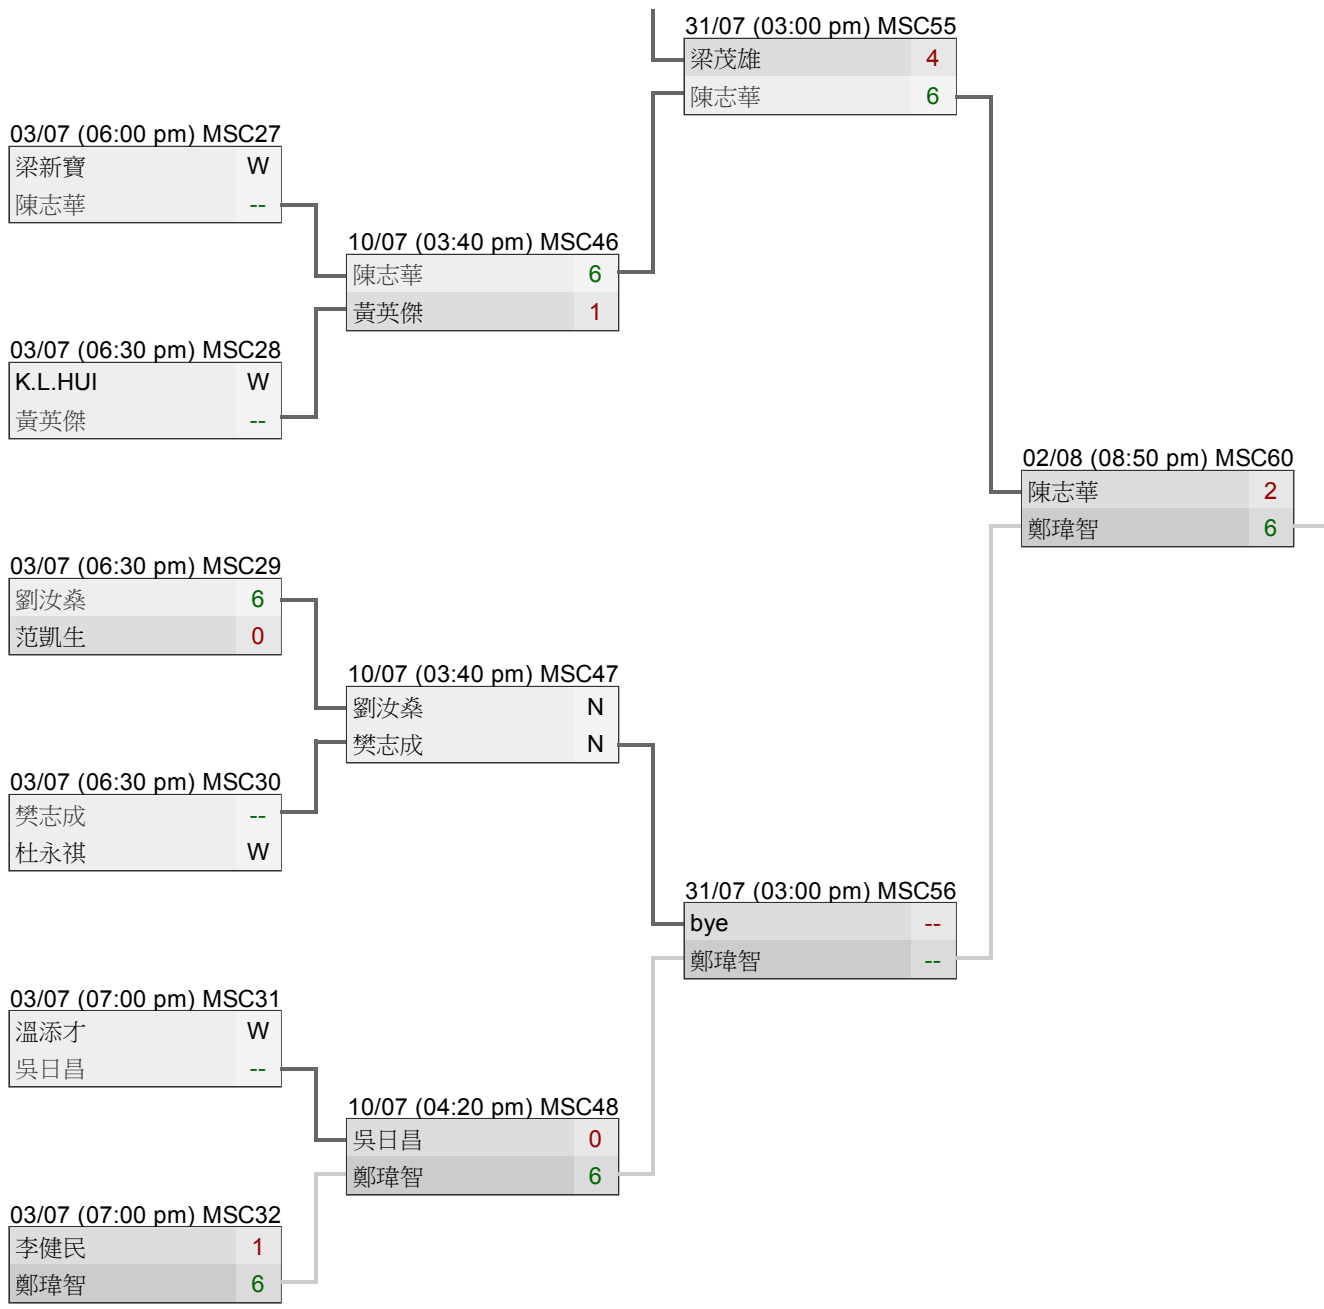 31/07 (03:00 pm) MSC55
梁茂雄 4
陳志華 6
03/07 (06:00 pm) MSC27
梁新寶 W
陳志華 --
10/07 (03:40 pm) MSC46
陳志華 6
黃英傑 1
03/07 (06:30 pm) MSC28
K.L.HUI W
黃英傑 --
02/08 (08:50 pm) MSC60
陳志華 2
鄭瑋智 6
03/07 (06:30 pm) MSC29
劉汝燊 6
范凱生 0
10/07 (03:40 pm) MSC47
劉汝燊 N
樊志成 N
03/07 (06:30 pm) MSC30
樊志成 --
杜永祺 W
31/07 (03:00 pm) MSC56
bye --
鄭瑋智 --
03/07 (07:00 pm) MSC31
溫添才 W
吳日昌 --
10/07 (04:20 pm) MSC48
吳日昌 0
鄭瑋智 6
03/07 (07:00 pm) MSC32
李健民 1
鄭瑋智 6